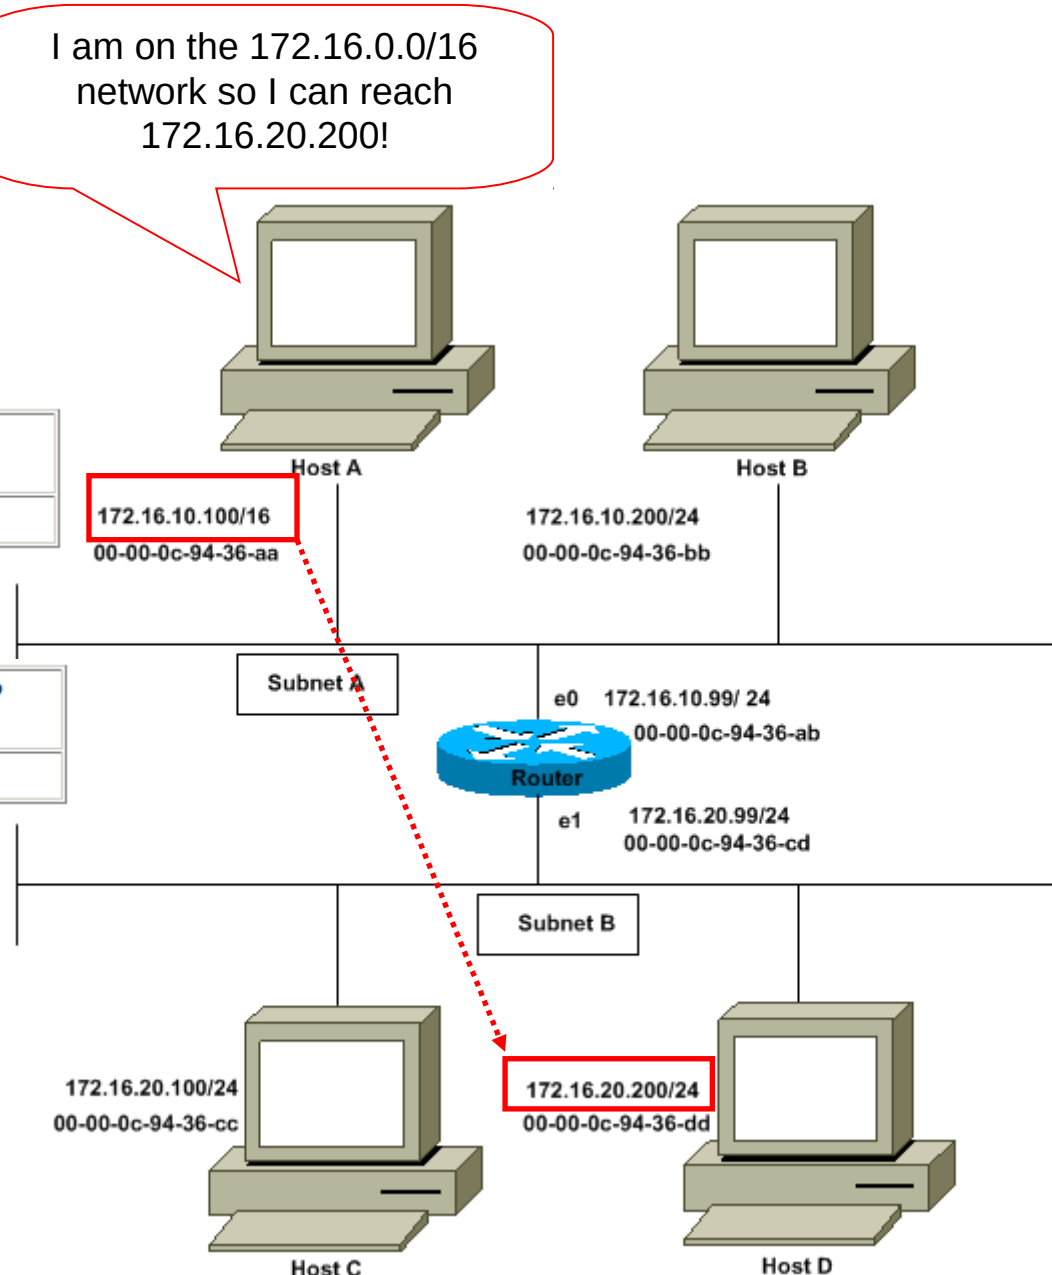 I am on the 172.16.0.0/16
network so I can reach
172.16.20.200!
Host A
Host B
172.16.10.100/16
172.16.10.200/24
00-00-0c-94-36-aa
00-00-0c-94-36-bb
Subnet A
e0 172.16.10.99/ 24
00-00-0c-94-36-ab
Router
e1 172.16.20.99/24
00-00-0c-94-36-cd
Subnet B
172.16.20.100/24
172.16.20.200/24
00-00-0c-94-36-cc
00-00-0c-94-36-dd
Host C
Host D